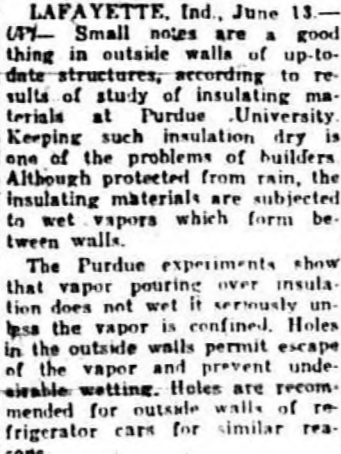 LAFAYETTE, Ind., June 13.—
(AP)— Small notes are a good
thing in outside walls of up-to-
date structures, according to re-
sults of study of insulating ma-
terials at Purdue University.
Keeping such insulation dry is
one of the problems of builders.
Although protected from rain, the
insulating materials are subjected
to wet vapors which form be-
tween walls.
The Purdue experiments show
that vapor pouring over insula-
tion does not wet it seriously un-
less the vapor is confined. Holes
in the outside walls permit escape
of the vapor and prevent unde-
sirable wetting. Holes are recom-
mended for outside walls of re-
frigerator cars for similar rea-
sons.